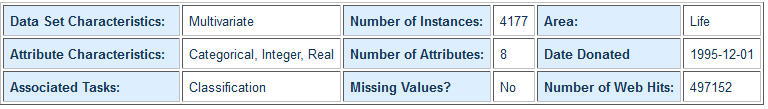 Data Set Characteristics: Multivariate Number of Instances: 4177 Area: Life
Attribute Characteristics: Categorical, Integer, Real Number of Attributes: 8 Date Donated 1995-12-01
Associated Tasks: Classification Missing Values? No Number of Web Hits: 497152